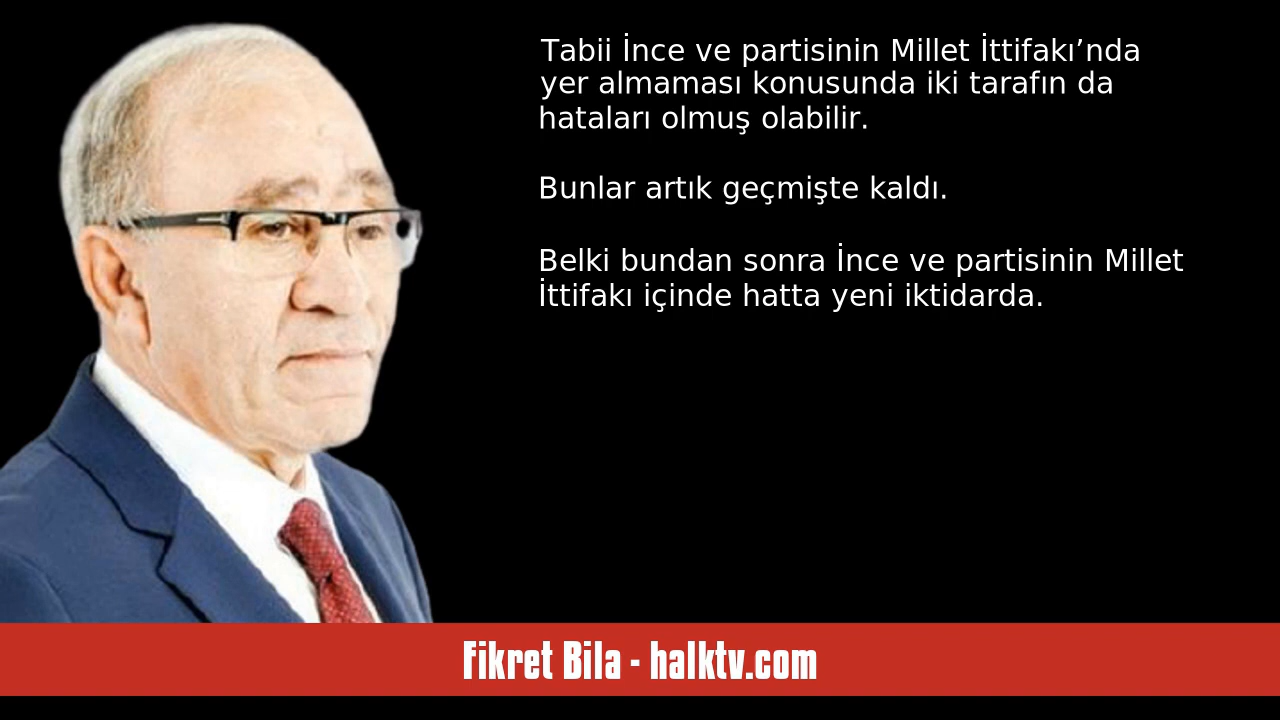 Tabii İnce ve partisinin Millet İttifakı’nda
yer almaması konusunda iki tarafın da
hataları olmuş olabilir.
Bunlar artık geçmişte kaldı.
Belki bundan sonra İnce ve partisinin Millet
İttifakı içinde hatta yeni iktidarda.
Fikret Bila - halktv.com